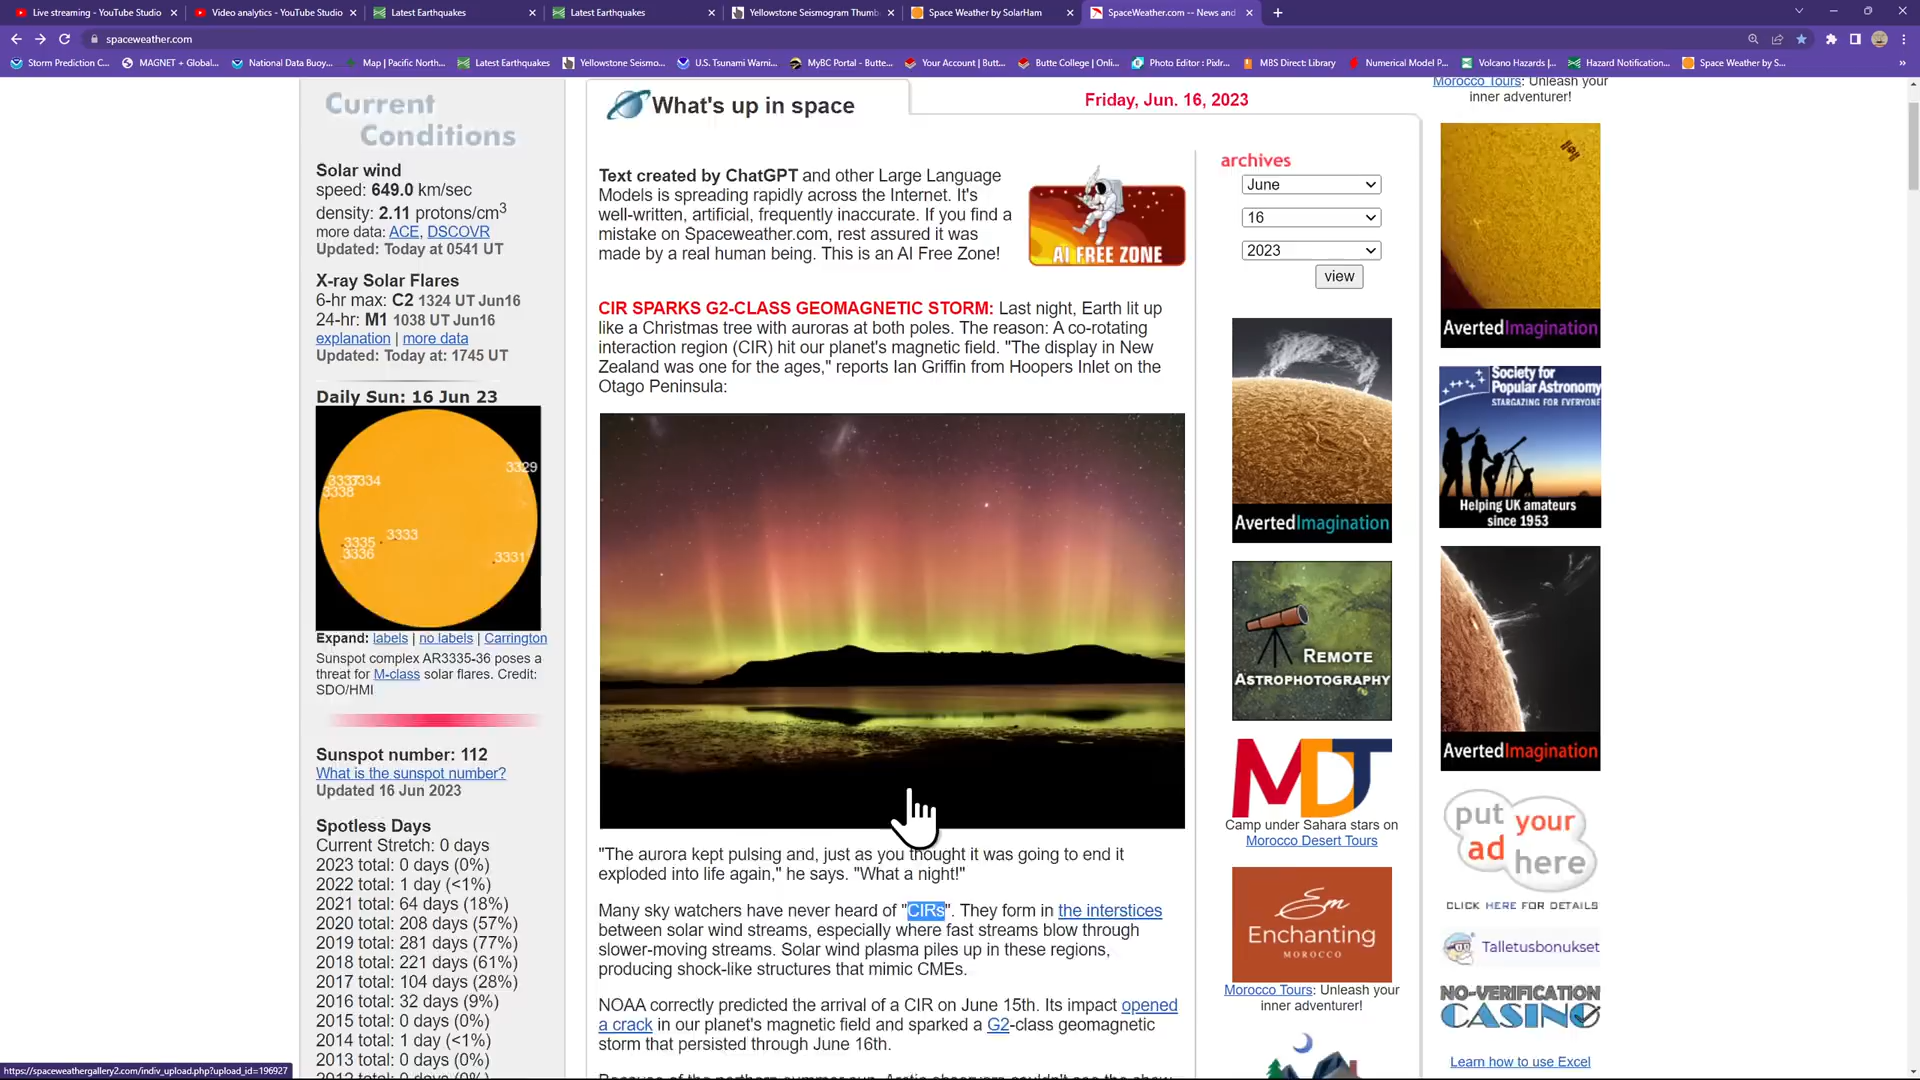 Live streaming - YouTube Studio
Video analytics - YouTube Studio
Latest Earthquakes
Latest Earthquakes
Yellowstone Seismogram Thumb
Space Weather by SolarHam
SpaceWeather.com -- News and
spaceweather.com
Storm Prediction C...
MAGNET + Global...
National Data Buoy...
Map | Pacific North...
Latest Earthquakes
Yellowstone Seismo...
U.S. Tsunami Warni...
MyBC Portal - Butte...
Your Account | Butt...
Butte College | Onli...
Photo Editor : Pixlr...
MBS Direct Library
Numerical Model P...
Volcano Hazards |...
Hazard Notification...
Space Weather by S...
Current
Conditions
Solar wind
speed: 649.0 km/sec
density: 2.11 protons/cm3
more data: ACE, DSCOVR
Updated: Today at 0541 UT
X-ray Solar Flares
6-hr max: C2 1324 UT Jun16
24-hr: M1 1038 UT Jun16
explanation | more data
Updated: Today at: 1745 UT
Daily Sun: 16 Jun 23
3329
3337
3334
3338
3333
3335
3336
3331
Expand: labels | no labels | Carrington
Sunspot complex AR3335-36 poses a
threat for M-class solar flares. Credit:
SDO/HMI
Sunspot number: 112
What is the sunspot number?
Updated 16 Jun 2023
Spotless Days
Current Stretch: 0 days
2023 total: 0 days (0%)
2022 total: 1 day (<1%)
2021 total: 64 days (18%)
2020 total: 208 days (57%)
2019 total: 281 days (77%)
2018 total: 221 days (61%)
2017 total: 104 days (28%)
2016 total: 32 days (9%)
2015 total: 0 days (0%)
2014 total: 1 day (<1%)
2013 total: 0 days (0%)
https://spaceweathergallery2.com/indiv_upload.php?upload_id=196927
What's up in space
Friday, Jun. 16, 2023
Text created by ChatGPT and other Large Language
Models is spreading rapidly across the Internet. It's
well-written, artificial, frequently inaccurate. If you find a
mistake on Spaceweather.com, rest assured it was
made by a real human being. This is an AI Free Zone!
AI FREE ZONE
CIR SPARKS G2-CLASS GEOMAGNETIC STORM: Last night, Earth lit up
like a Christmas tree with auroras at both poles. The reason: A co-rotating
interaction region (CIR) hit our planet's magnetic field. "The display in New
Zealand was one for the ages," reports Ian Griffin from Hoopers Inlet on the
Otago Peninsula:
"The aurora kept pulsing and, just as you thought it was going to end it
exploded into life again," he says. "What a night!"
Many sky watchers have never heard of "CIRs". They form in the interstices
between solar wind streams, especially where fast streams blow through
slower-moving streams. Solar wind plasma piles up in these regions,
producing shock-like structures that mimic CMEs.
NOAA correctly predicted the arrival of a CIR on June 15th. Its impact opened
a crack in our planet's magnetic field and sparked a G2-class geomagnetic
storm that persisted through June 16th.
archives
June
16
2023
view
AvertedImagination
REMOTE
ASTROPHOTOGRAPHY
MDT
Camp under Sahara stars on
Morocco Desert Tours
Em
Enchanting
MOROCCO
Morocco Tours: Unleash your
inner adventurer!
Morocco Tours: Unleash your
inner adventurer!
AvertedImagination
Society for
Popular Astronomy
STARGAZING FOR EVERYONE
Helping UK amateurs
since 1953
AvertedImagination
put your
ad here
CLICK HERE FOR DETAILS
Talletusbonukset
NO-VERIFICATION
CASINO
Learn how to use Excel